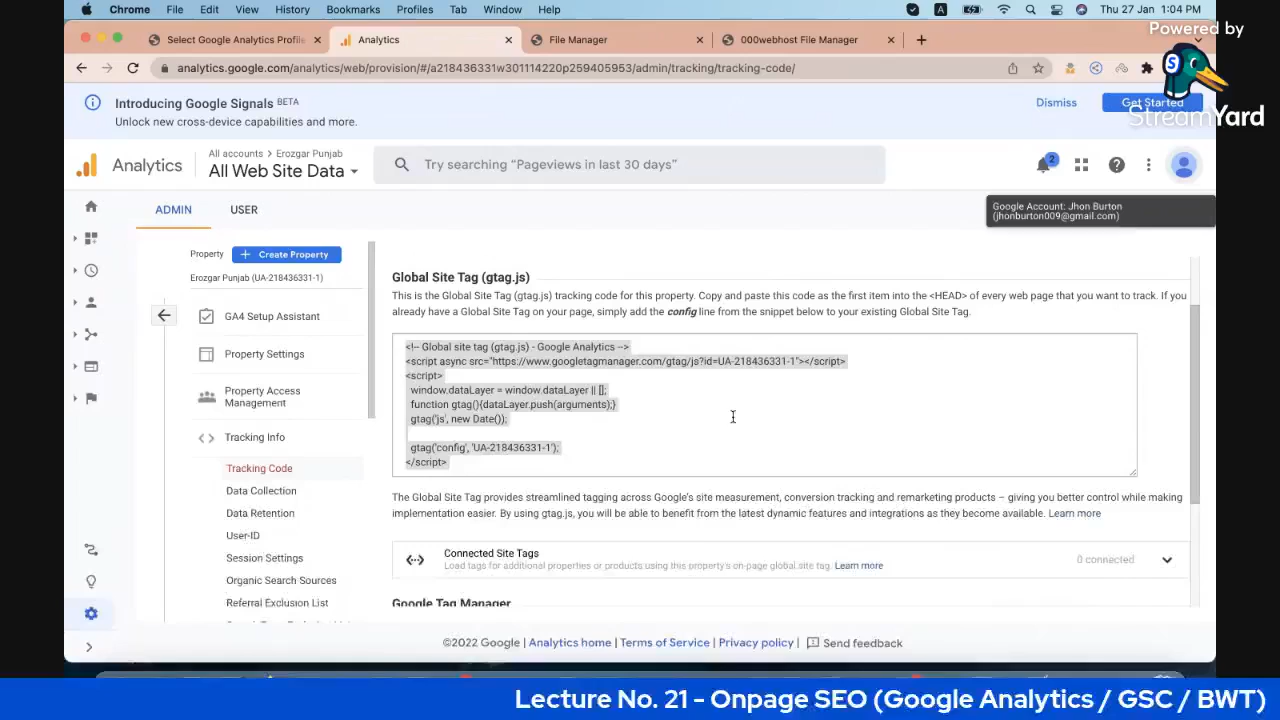 Chrome File Edit View History Bookmarks Profiles Tab Window Help A Thu 27 Jan 1:04 PM
Powered by
StreamYard
Select Google Analytics Profile Analytics File Manager 000webhost File Manager
analytics.google.com/analytics/web/provision/#/a218436331w301114220p259405953/admin/tracking/tracking-code/
Introducing Google Signals BETA
Unlock new cross-device capabilities and more.
Dismiss Get Started
Analytics
All accounts > Erozgar Punjab
All Web Site Data
Try searching “Pageviews in last 30 days”
2
Google Account: Jhon Burton
(jhonburton009@gmail.com)
ADMIN USER
Property + Create Property
Erozgar Punjab (UA-218436331-1)
GA4 Setup Assistant
Property Settings
Property Access
Management
Tracking Info
Tracking Code
Data Collection
Data Retention
User-ID
Session Settings
Organic Search Sources
Referral Exclusion List
Global Site Tag (gtag.js)
This is the Global Site Tag (gtag.js) tracking code for this property. Copy and paste this code as the first item into the <HEAD> of every web page that you want to track. If you
already have a Global Site Tag on your page, simply add the config line from the snippet below to your existing Global Site Tag.
<!-- Global site tag (gtag.js) - Google Analytics -->
<script async src="https://www.googletagmanager.com/gtag/js?id=UA-218436331-1"></script>
<script>
window.dataLayer = window.dataLayer || [];
function gtag(){dataLayer.push(arguments);}
gtag('js', new Date());
gtag('config', 'UA-218436331-1');
</script>
The Global Site Tag provides streamlined tagging across Google's site measurement, conversion tracking and remarketing products – giving you better control while making
implementation easier. By using gtag.js, you will be able to benefit from the latest dynamic features and integrations as they become available. Learn more
Connected Site Tags
Load tags for additional properties or products using this property's on-page global site tag. Learn more
0 connected
Google Tag Manager
©2022 Google | Analytics home | Terms of Service | Privacy policy | Send feedback
Lecture No. 21 - Onpage SEO (Google Analytics / GSC / BWT)